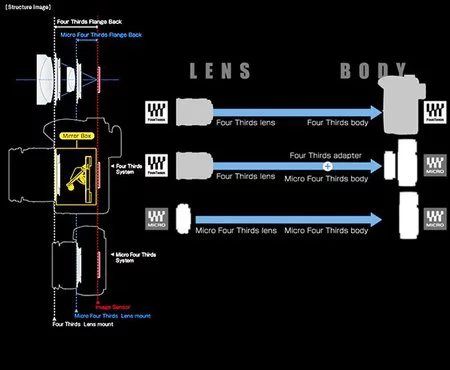 [Structure Image]
Four Thirds Flange Back
Micro Four Thirds Flange Back
Mirror Box
Four Thirds
System
Micro Four Thirds
System
Image Sensor
Micro Four Thirds Lens mount
Four Thirds Lens mount
LENS
BODY
FourThirds
Four Thirds lens
Four Thirds body
FourThirds
FourThirds
Four Thirds adapter
Four Thirds lens
Micro Four Thirds body
MICRO
MICRO
Micro Four Thirds lens
Micro Four Thirds body
MICRO